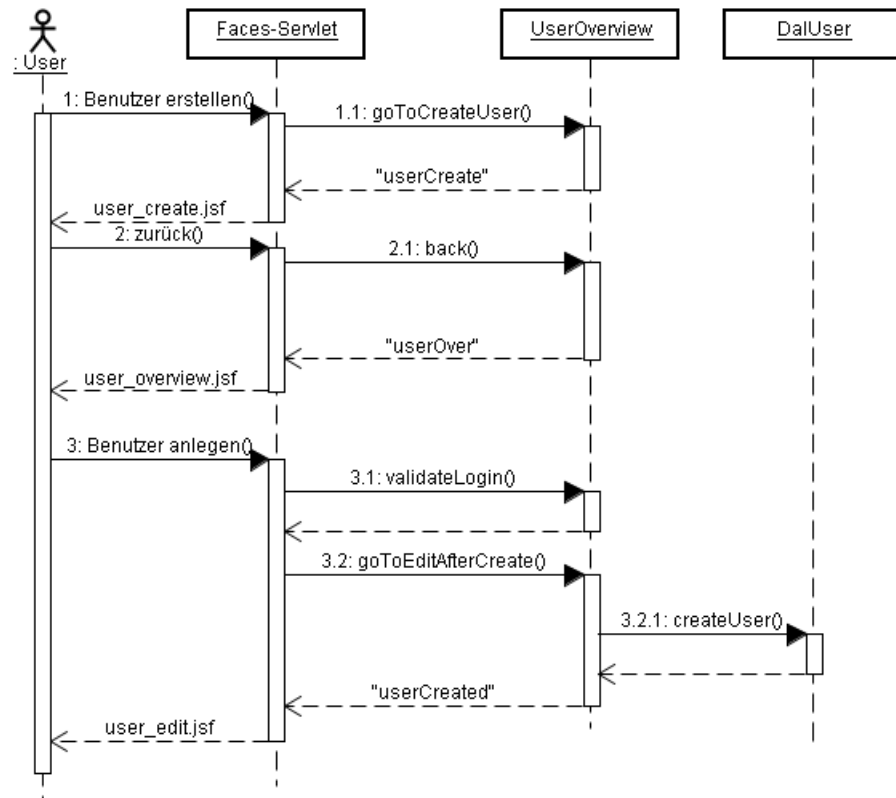 : User
Faces-Servlet
UserOverview
DalUser
1: Benutzer erstellen()
1.1: goToCreateUser()
"userCreate"
user_create.jsf
2: zurück()
2.1: back()
"userOver"
user_overview.jsf
3: Benutzer anlegen()
3.1: validateLogin()
3.2: goToEditAfterCreate()
3.2.1: createUser()
"userCreated"
user_edit.jsf